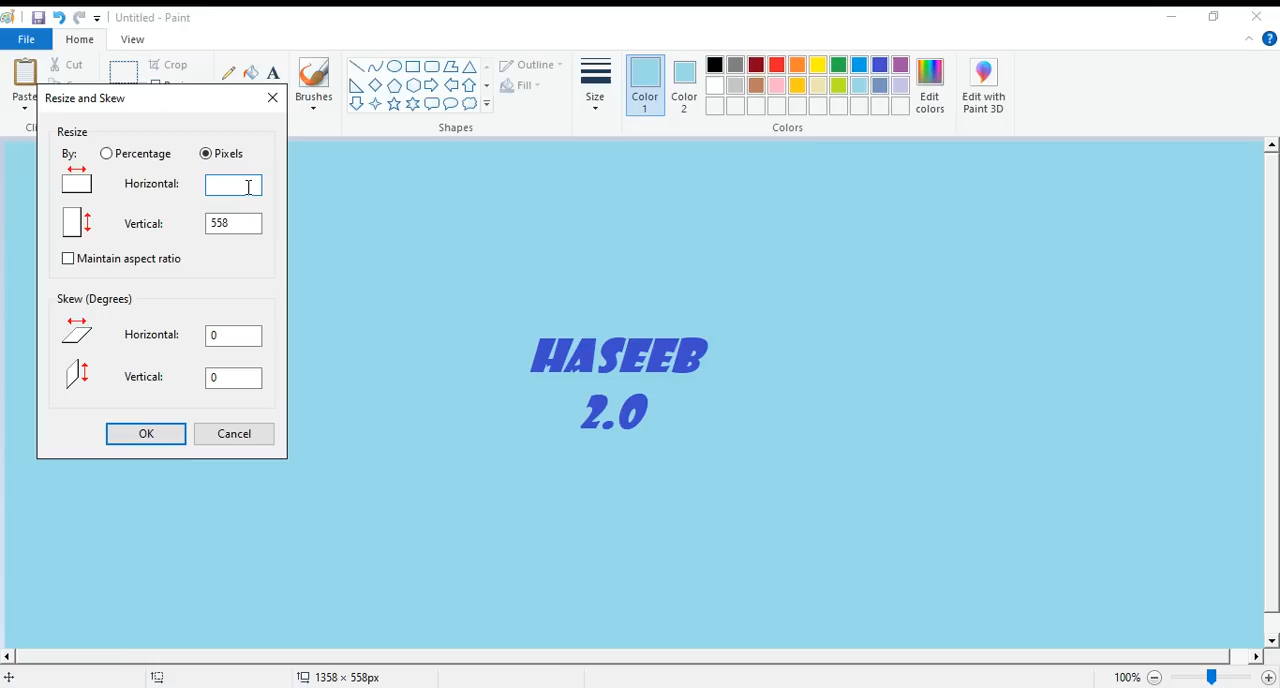 Untitled - Paint
File
Home
View
Paste
Cut
Crop
Brushes
Outline
Fill
Shapes
Size
Color
1
Color
2
Edit
colors
Edit with
Paint 3D
Colors
Resize and Skew
Resize
By:
Percentage
Pixels
Horizontal:
Vertical:
558
Maintain aspect ratio
Skew (Degrees)
Horizontal:
0
Vertical:
0
OK
Cancel
HASEEB
2.0
1358 × 558px
100%